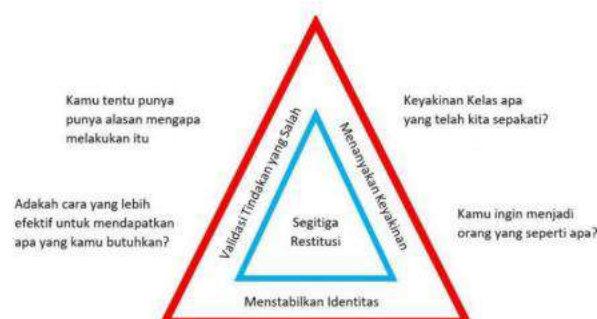 Kamu tentu punya
punya alasan mengapa
melakukan itu
Keyakinan Kelas apa
yang telah kita sepakati?
Validasi Tindakan yang Salah
Menanyakan Keyakinan
Adakah cara yang lebih
efektif untuk mendapatkan
apa yang kamu butuhkan?
Segitiga
Restitusi
Kamu ingin menjadi
orang yang seperti apa?
Menstabilkan Identitas